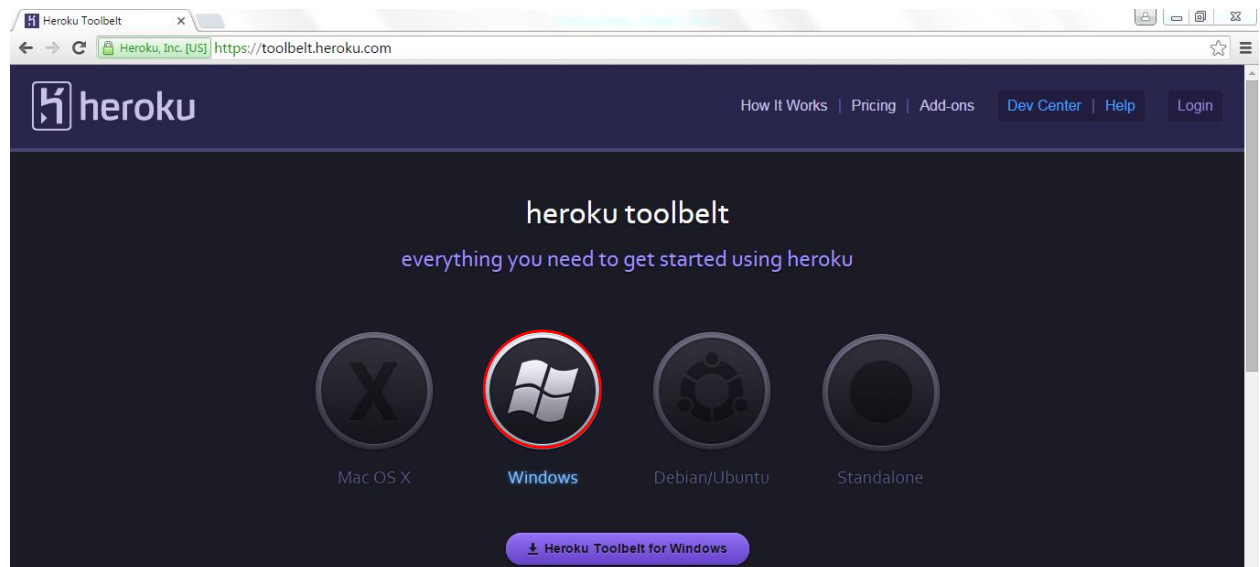 Heroku Toolbelt
Heroku, Inc. [US] https://toolbelt.heroku.com
heroku How It Works | Pricing | Add-ons Dev Center | Help Login
heroku toolbelt
everything you need to get started using heroku
Mac OS X Windows Debian/Ubuntu Standalone
Heroku Toolbelt for Windows